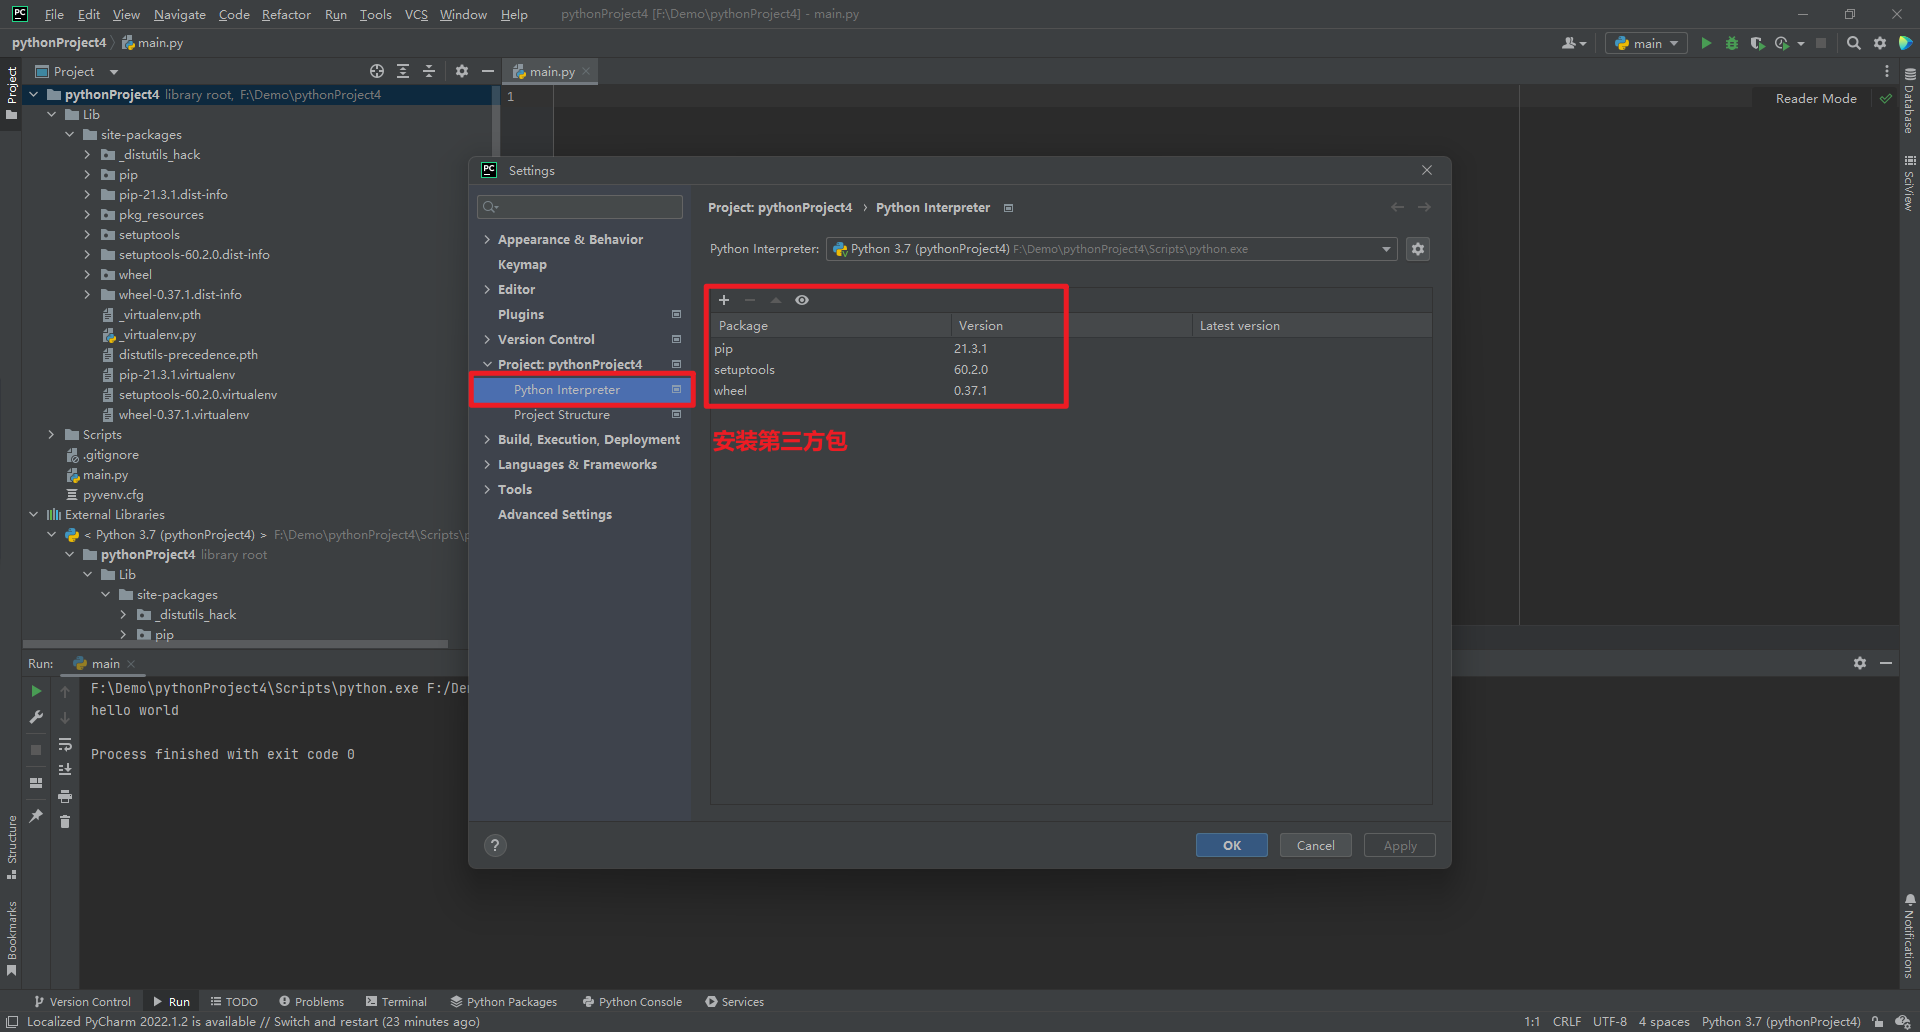 PC File Edit View Navigate Code Refactor Run Tools VCS Window Help pythonProject4 [F:\Demo\pythonProject4] - main.py
pythonProject4 main.py
main
Project
main.py
pythonProject4 library root, F:\Demo\pythonProject4
Lib
site-packages
_distutils_hack
pip
pip-21.3.1.dist-info
pkg_resources
setuptools
setuptools-60.2.0.dist-info
wheel
wheel-0.37.1.dist-info
_virtualenv.pth
_virtualenv.py
distutils-precedence.pth
pip-21.3.1.virtualenv
setuptools-60.2.0.virtualenv
wheel-0.37.1.virtualenv
Scripts
.gitignore
main.py
pyvenv.cfg
External Libraries
< Python 3.7 (pythonProject4) > F:\Demo\pythonProject4\Scripts\p
pythonProject4 library root
Lib
site-packages
_distutils_hack
pip
1
Reader Mode
Project
Structure
Bookmarks
Database
SciView
Notifications
PC Settings
Appearance & Behavior
Keymap
Editor
Plugins
Version Control
Project: pythonProject4
Python Interpreter
Project Structure
Build, Execution, Deployment
Languages & Frameworks
Tools
Advanced Settings
Project: pythonProject4 › Python Interpreter
Python Interpreter: Python 3.7 (pythonProject4) F:\Demo\pythonProject4\Scripts\python.exe
Package Version Latest version
pip 21.3.1
setuptools 60.2.0
wheel 0.37.1
安装第三方包
? OK Cancel Apply
Run: main
F:\Demo\pythonProject4\Scripts\python.exe F:/De
hello world
Process finished with exit code 0
Version Control Run TODO Problems Terminal Python Packages Python Console Services
Localized PyCharm 2022.1.2 is available // Switch and restart (23 minutes ago)
1:1 CRLF UTF-8 4 spaces Python 3.7 (pythonProject4)